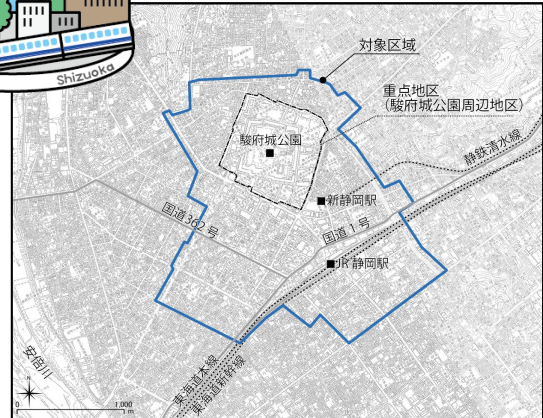 Shizuoka
対象区域
重点地区
（駿府城公園周辺地区）
駿府城公園
静鉄清水線
新静岡駅
国道362号
国道1号
JR静岡駅
安倍川
東海道本線
東海道新幹線
0 1,000
m